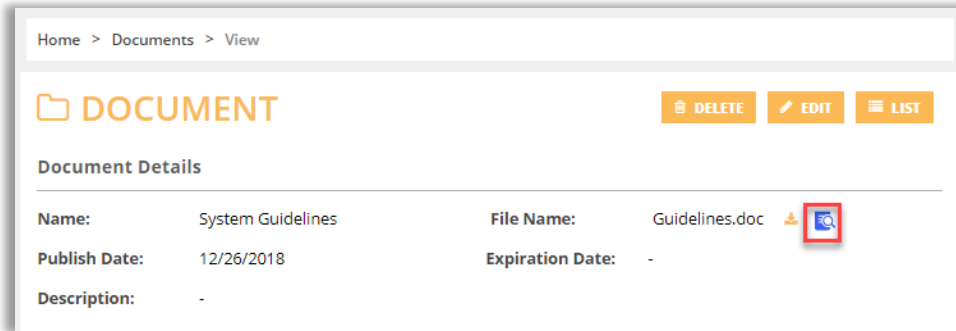 Home > Documents > View
DOCUMENT
DELETE
EDIT
LIST
Document Details
Name: System Guidelines File Name: Guidelines.doc
Publish Date: 12/26/2018 Expiration Date: -
Description: -